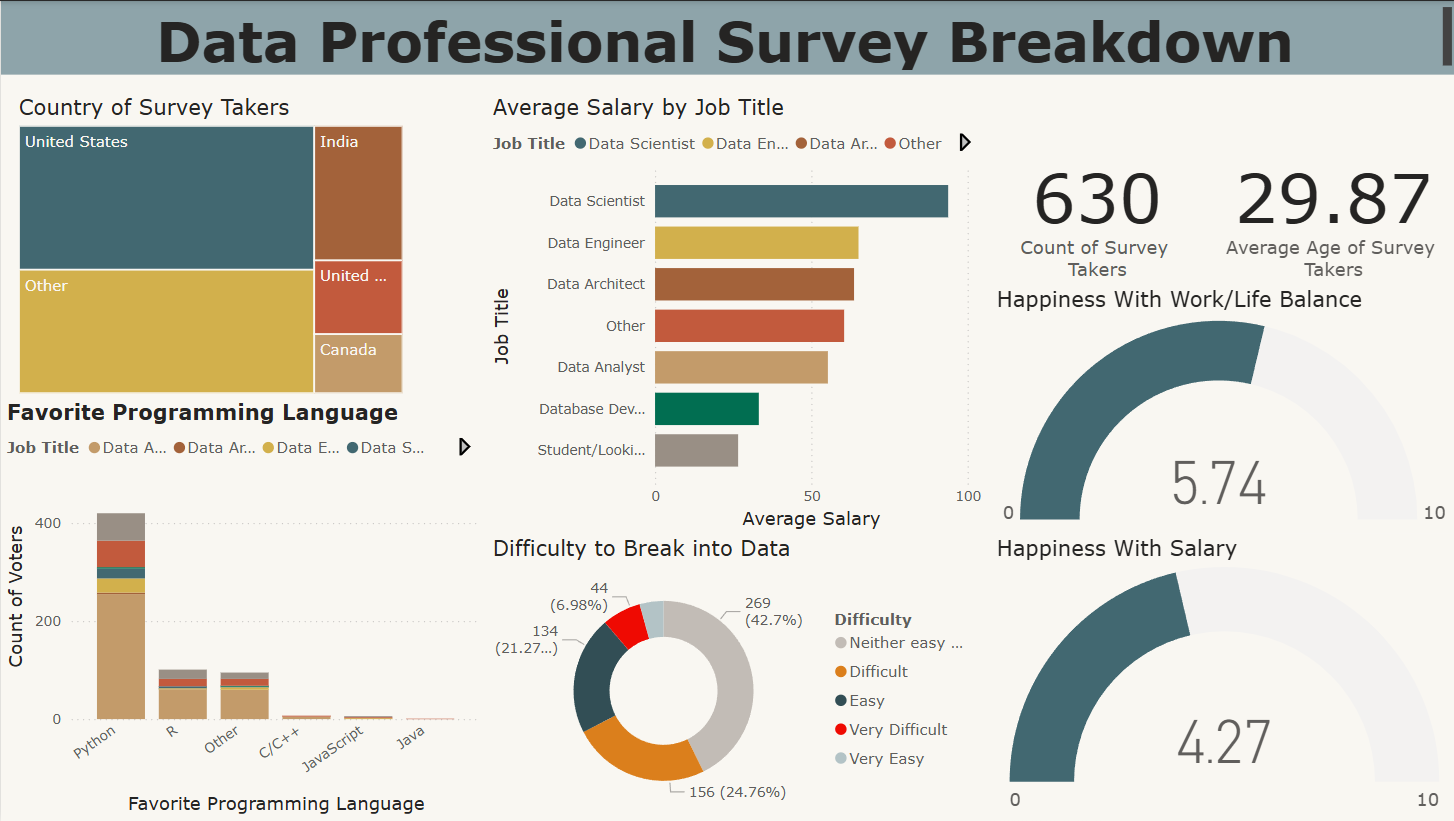 Data Professional Survey Breakdown
Country of Survey Takers
United States
India
Other
United ...
Canada
Favorite Programming Language
Job Title Data A... Data Ar... Data E... Data S...
Count of Voters
400
200
0
Python
R
Other
C/C++
JavaScript
Java
Favorite Programming Language
Average Salary by Job Title
Job Title Data Scientist Data En... Data Ar... Other
Job Title
Data Scientist
Data Engineer
Data Architect
Other
Data Analyst
Database Dev...
Student/Looki...
0 50 100
Average Salary
Difficulty to Break into Data
44
(6.98%)
134
(21.27...)
269
(42.7%)
156 (24.76%)
Difficulty
Neither easy ...
Difficult
Easy
Very Difficult
Very Easy
630
Count of Survey
Takers
29.87
Average Age of Survey
Takers
Happiness With Work/Life Balance
5.74
0 10
Happiness With Salary
4.27
0 10